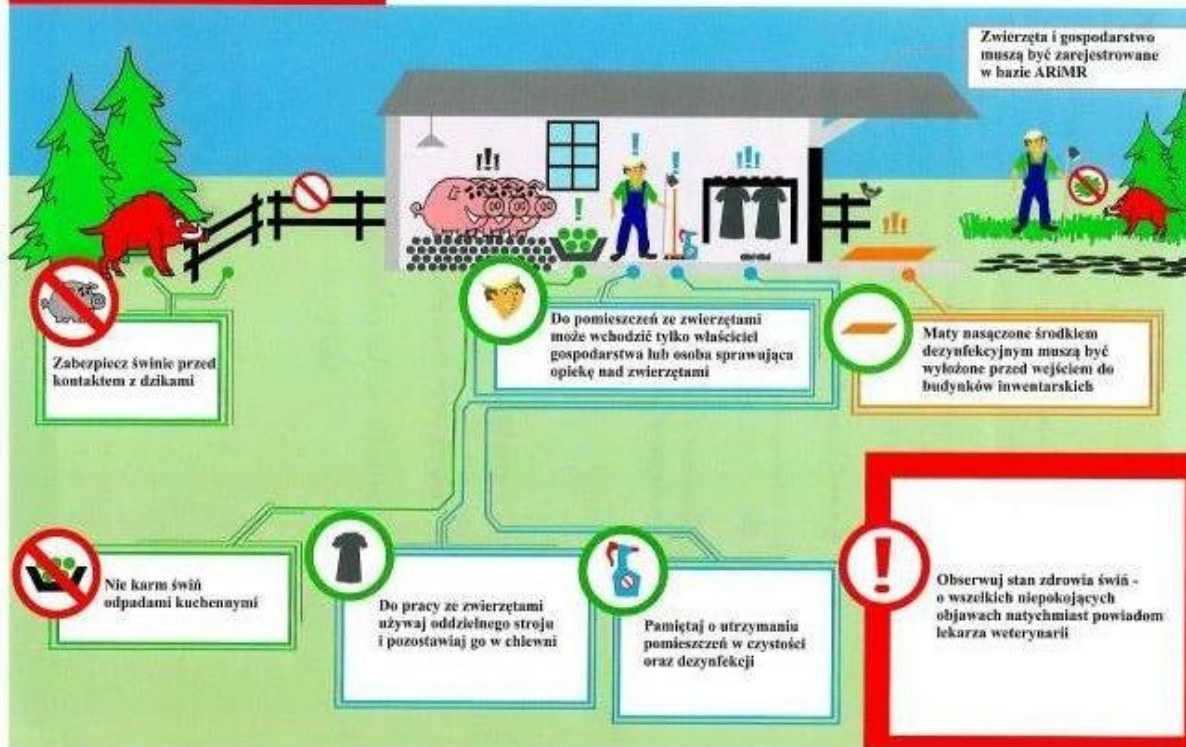 Zwierzęta i gospodarstwo
muszą być zarejestrowane
w bazie ARiMR
Zabezpiecz świnie przed
kontaktem z dzikami
Do pomieszczeń ze zwierzętami
może wchodzić tylko właściciel
gospodarstwa lub osoba sprawująca
opiekę nad zwierzętami
Maty nasączone środkiem
dezynfekcyjnym muszą być
wyłożone przed wejściem do
budynków inwentarskich
Nie karm świń
odpadami kuchennymi
Do pracy ze zwierzętami
używaj oddzielnego stroju
i pozostawiaj go w chlewni
Pamiętaj o utrzymaniu
pomieszczeń w czystości
oraz dezynfekcji
Obserwuj stan zdrowia świń -
o wszelkich niepokojących
objawach natychmiast powiadom
lekarza weterynarii